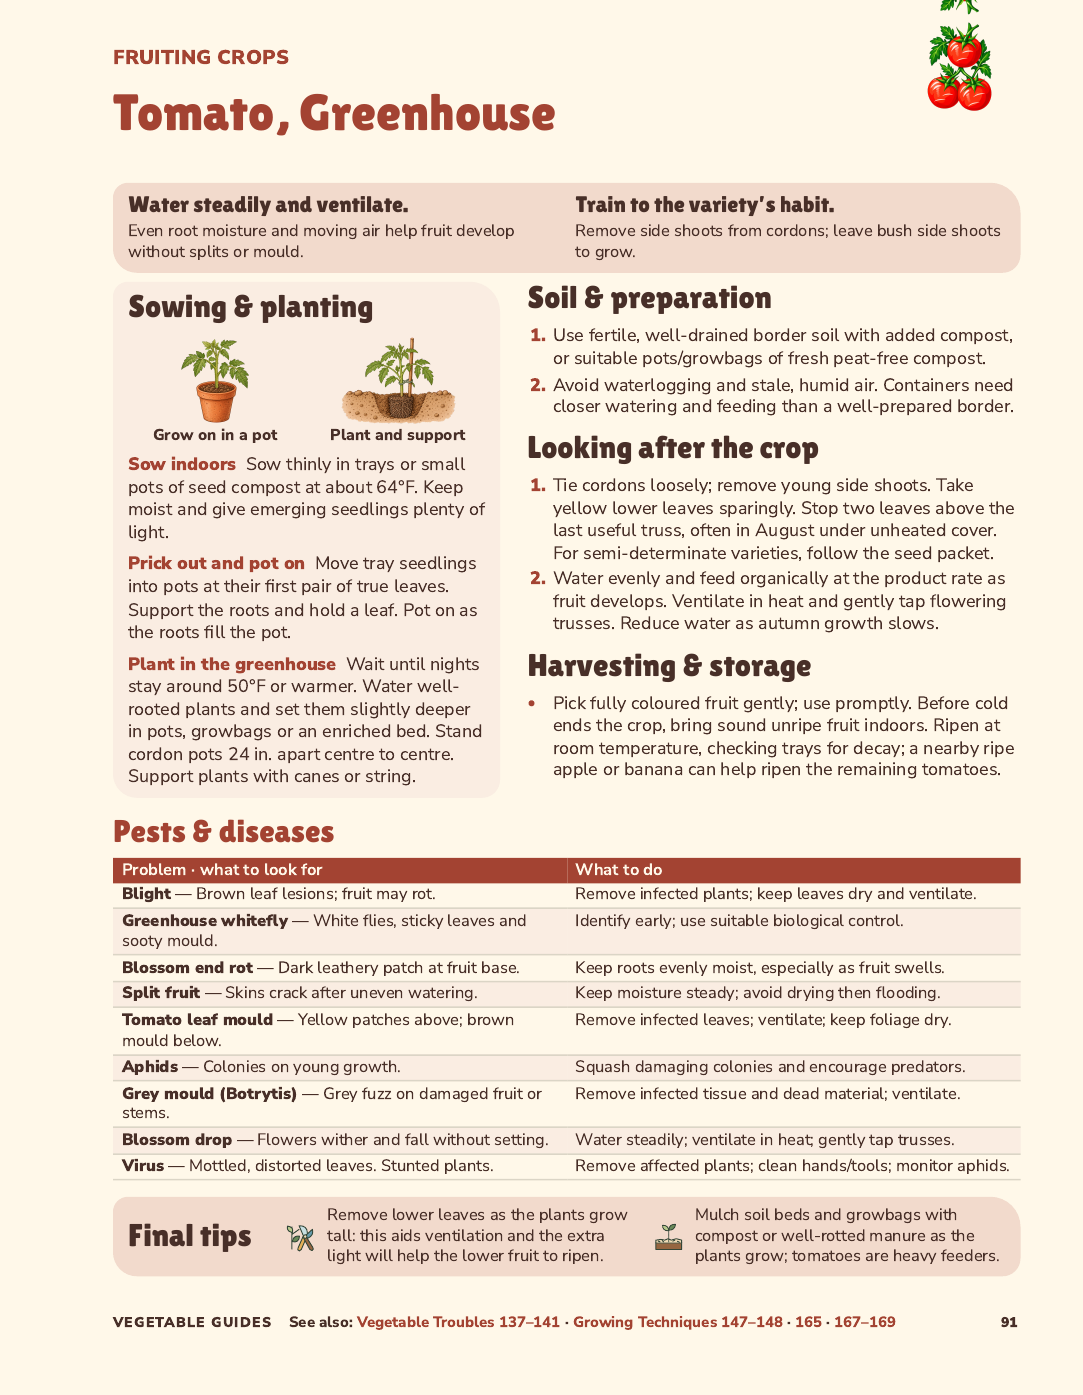 FRUITING CROPS
Tomato, Greenhouse
Water steadily and ventilate.
Even root moisture and moving air help fruit develop
without splits or mould.
Train to the variety's habit.
Remove side shoots from cordons; leave bush side shoots
to grow.
Sowing & planting
Grow on in a pot
Plant and support
Sow indoors Sow thinly in trays or small
pots of seed compost at about 64°F. Keep
moist and give emerging seedlings plenty of
light.
Prick out and pot on Move tray seedlings
into pots at their first pair of true leaves.
Support the roots and hold a leaf. Pot on as
the roots fill the pot.
Plant in the greenhouse Wait until nights
stay around 50°F or warmer. Water well-
rooted plants and set them slightly deeper
in pots, growbags or an enriched bed. Stand
cordon pots 24 in. apart centre to centre.
Support plants with canes or string.
Soil & preparation
1. Use fertile, well-drained border soil with added compost,
or suitable pots/growbags of fresh peat-free compost.
2. Avoid waterlogging and stale, humid air. Containers need
closer watering and feeding than a well-prepared border.
Looking after the crop
1. Tie cordons loosely; remove young side shoots. Take
yellow lower leaves sparingly. Stop two leaves above the
last useful truss, often in August under unheated cover.
For semi-determinate varieties, follow the seed packet.
2. Water evenly and feed organically at the product rate as
fruit develops. Ventilate in heat and gently tap flowering
trusses. Reduce water as autumn growth slows.
Harvesting & storage
• Pick fully coloured fruit gently; use promptly. Before cold
ends the crop, bring sound unripe fruit indoors. Ripen at
room temperature, checking trays for decay; a nearby ripe
apple or banana can help ripen the remaining tomatoes.
Pests & diseases
Problem · what to look for
What to do
Blight — Brown leaf lesions; fruit may rot.
Remove infected plants; keep leaves dry and ventilate.
Greenhouse whitefly — White flies, sticky leaves and
sooty mould.
Identify early; use suitable biological control.
Blossom end rot — Dark leathery patch at fruit base.
Keep roots evenly moist, especially as fruit swells.
Split fruit — Skins crack after uneven watering.
Keep moisture steady; avoid drying then flooding.
Tomato leaf mould — Yellow patches above; brown
mould below.
Remove infected leaves; ventilate; keep foliage dry.
Aphids — Colonies on young growth.
Squash damaging colonies and encourage predators.
Grey mould (Botrytis) — Grey fuzz on damaged fruit or
stems.
Remove infected tissue and dead material; ventilate.
Blossom drop — Flowers wither and fall without setting.
Water steadily; ventilate in heat; gently tap trusses.
Virus — Mottled, distorted leaves. Stunted plants.
Remove affected plants; clean hands/tools; monitor aphids.
Final tips
Remove lower leaves as the plants grow
tall: this aids ventilation and the extra
light will help the lower fruit to ripen.
Mulch soil beds and growbags with
compost or well-rotted manure as the
plants grow; tomatoes are heavy feeders.
VEGETABLE GUIDES See also: Vegetable Troubles 137–141 · Growing Techniques 147–148 · 165 · 167–169
91